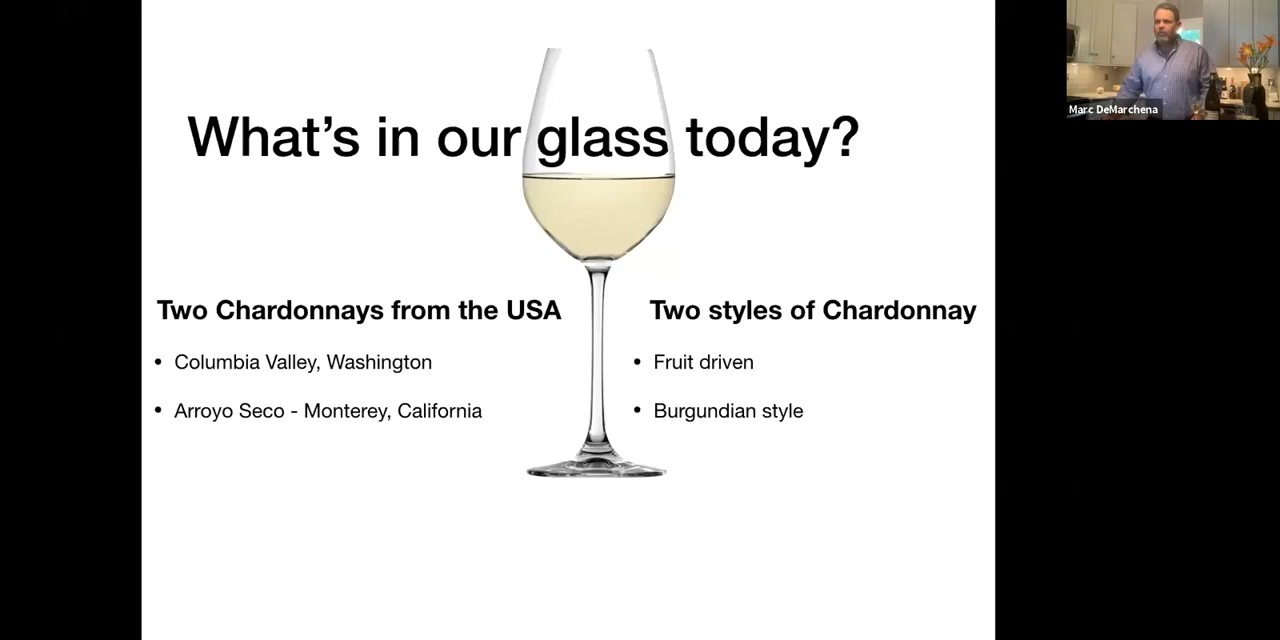 What's in our glass today?
Two Chardonnays from the USA
• Columbia Valley, Washington
• Arroyo Seco - Monterey, California
Two styles of Chardonnay
• Fruit driven
• Burgundian style
Marc DeMarchena